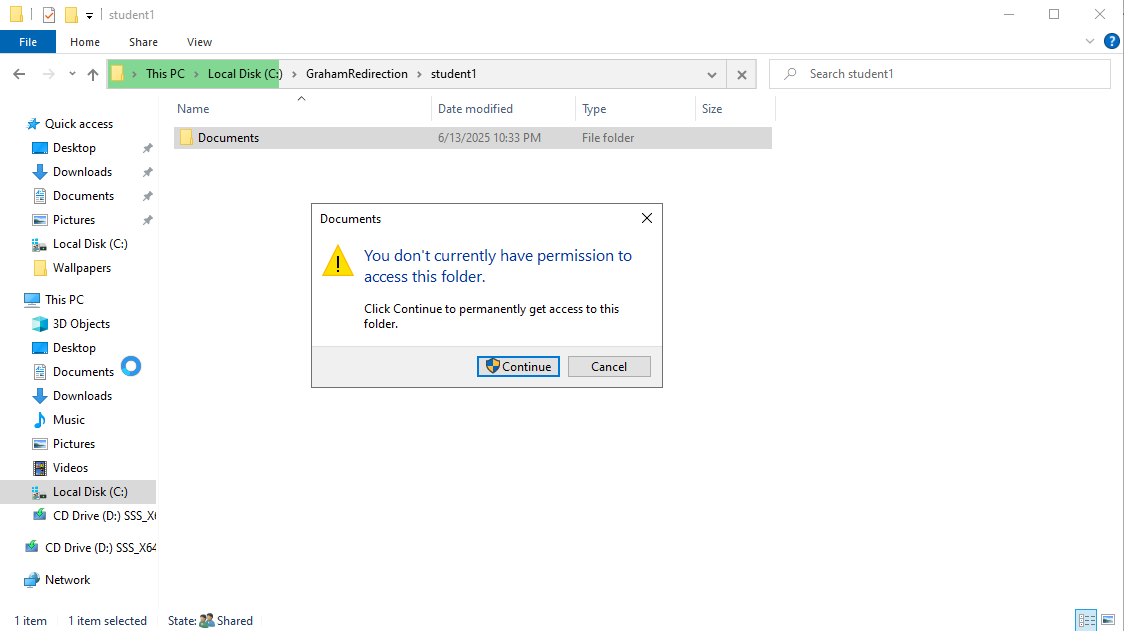 student1
File
Home
Share
View
?
This PC
Local Disk (C:)
GrahamRedirection
student1
Search student1
Name
Date modified
Type
Size
Quick access
Desktop
Downloads
Documents
Pictures
Local Disk (C:)
Wallpapers
This PC
3D Objects
Desktop
Documents
Downloads
Music
Pictures
Videos
Local Disk (C:)
CD Drive (D:) SSS_X6
CD Drive (D:) SSS_X64
Network
Documents
6/13/2025 10:33 PM
File folder
Documents
You don't currently have permission to
access this folder.
Click Continue to permanently get access to this
folder.
Continue
Cancel
1 item
1 item selected
State:
Shared